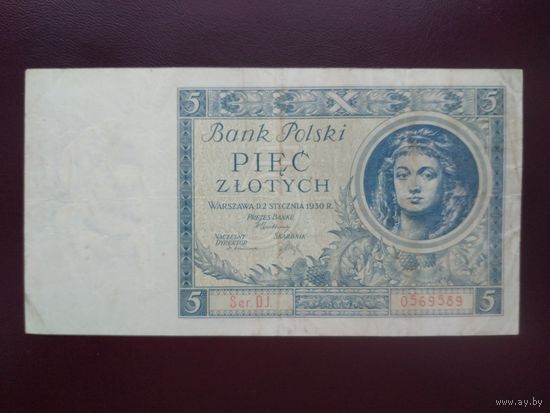 5 5
Bank Polski
PIĘĆ
ZŁOTYCH
WARSZAWA D.2 STYCZNIA 1930 R.
PREZES BANKU
NACZELNY SKARBNIK
DYREKTOR
5 Ser. DJ. 0569589 5
www.ay.by